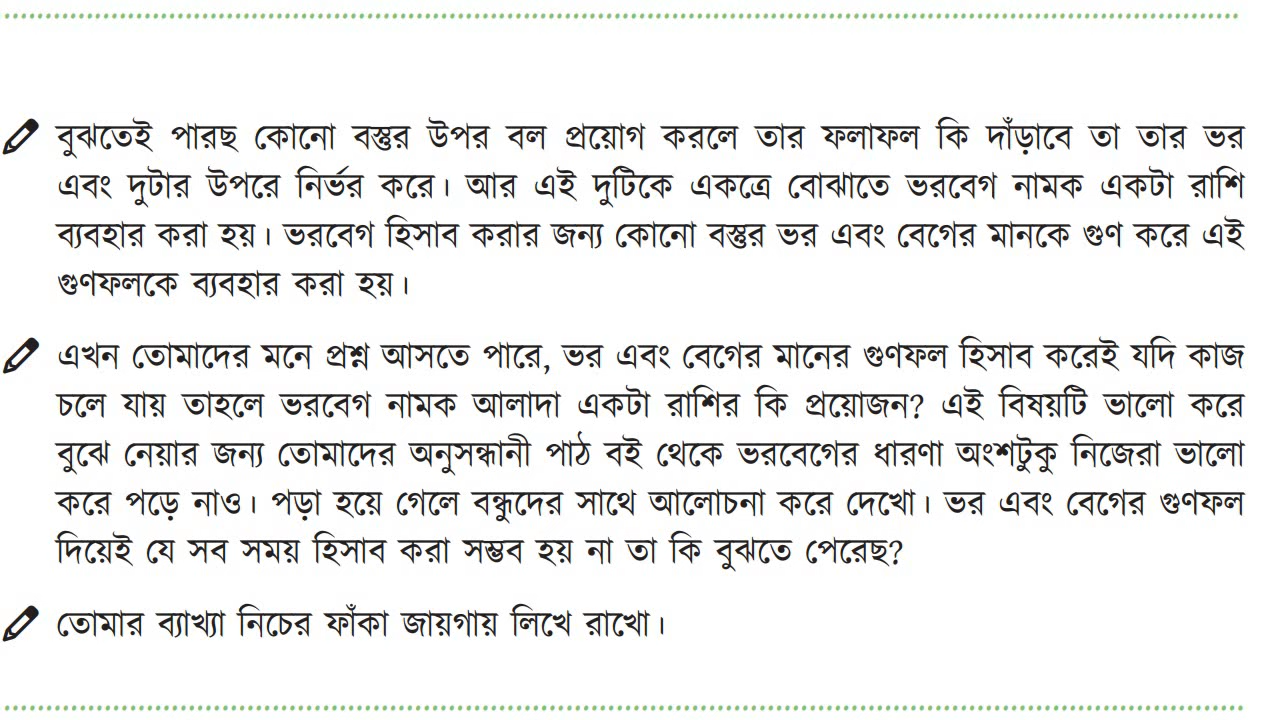 বুঝতেই পারছ কোনো বস্তুর উপর বল প্রয়োগ করলে তার ফলাফল কি দাঁড়াবে তা তার ভর
এবং দুটার উপরে নির্ভর করে। আর এই দুটিকে একত্রে বোঝাতে ভরবেগ নামক একটা রাশি
ব্যবহার করা হয়। ভরবেগ হিসাব করার জন্য কোনো বস্তুর ভর এবং বেগের মানকে গুণ করে এই
গুণফলকে ব্যবহার করা হয়।
এখন তোমাদের মনে প্রশ্ন আসতে পারে, ভর এবং বেগের মানের গুণফল হিসাব করেই যদি কাজ
চলে যায় তাহলে ভরবেগ নামক আলাদা একটা রাশির কি প্রয়োজন? এই বিষয়টি ভালো করে
বুঝে নেয়ার জন্য তোমাদের অনুসন্ধানী পাঠ বই থেকে ভরবেগের ধারণা অংশটুকু নিজেরা ভালো
করে পড়ে নাও। পড়া হয়ে গেলে বন্ধুদের সাথে আলোচনা করে দেখো। ভর এবং বেগের গুণফল
দিয়েই যে সব সময় হিসাব করা সম্ভব হয় না তা কি বুঝতে পেরেছ?
তোমার ব্যাখ্যা নিচের ফাঁকা জায়গায় লিখে রাখো।